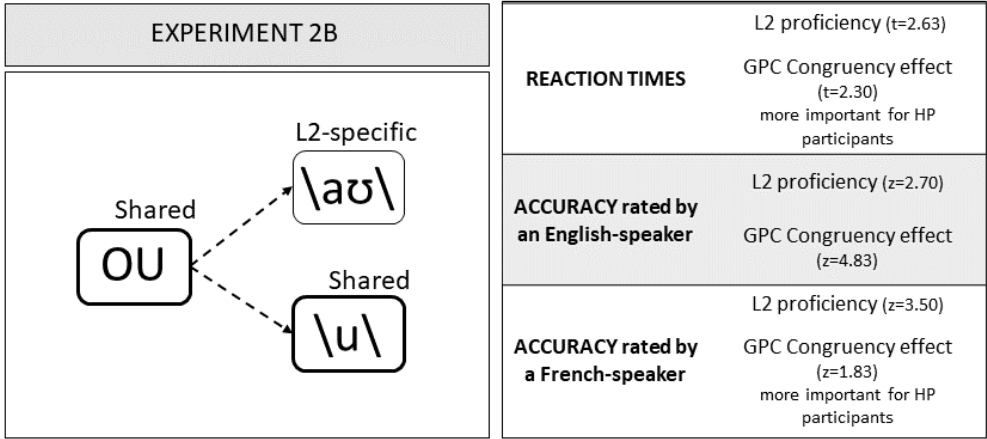 EXPERIMENT 2B
L2-specific
\aʊ\
Shared
OU
Shared
\u\
REACTION TIMES
L2 proficiency (t=2.63)
GPC Congruency effect
(t=2.30)
more important for HP
participants
ACCURACY rated by
an English-speaker
L2 proficiency (z=2.70)
GPC Congruency effect
(z=4.83)
ACCURACY rated by
a French-speaker
L2 proficiency (z=3.50)
GPC Congruency effect
(z=1.83)
more important for HP
participants